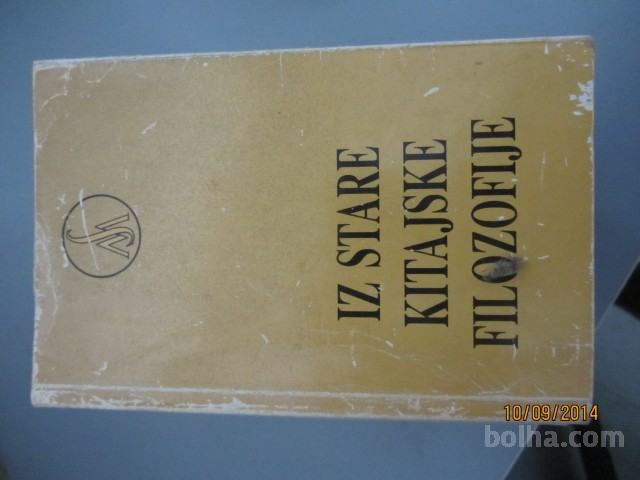 IZ STARE
KITAJSKE
FILOZOFIJE
10/09/2014
bolha.com